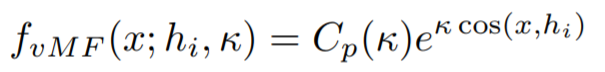 f_{vMF}(x; h_i, κ) = C_p(κ)e^{κ cos(x,h_i)}